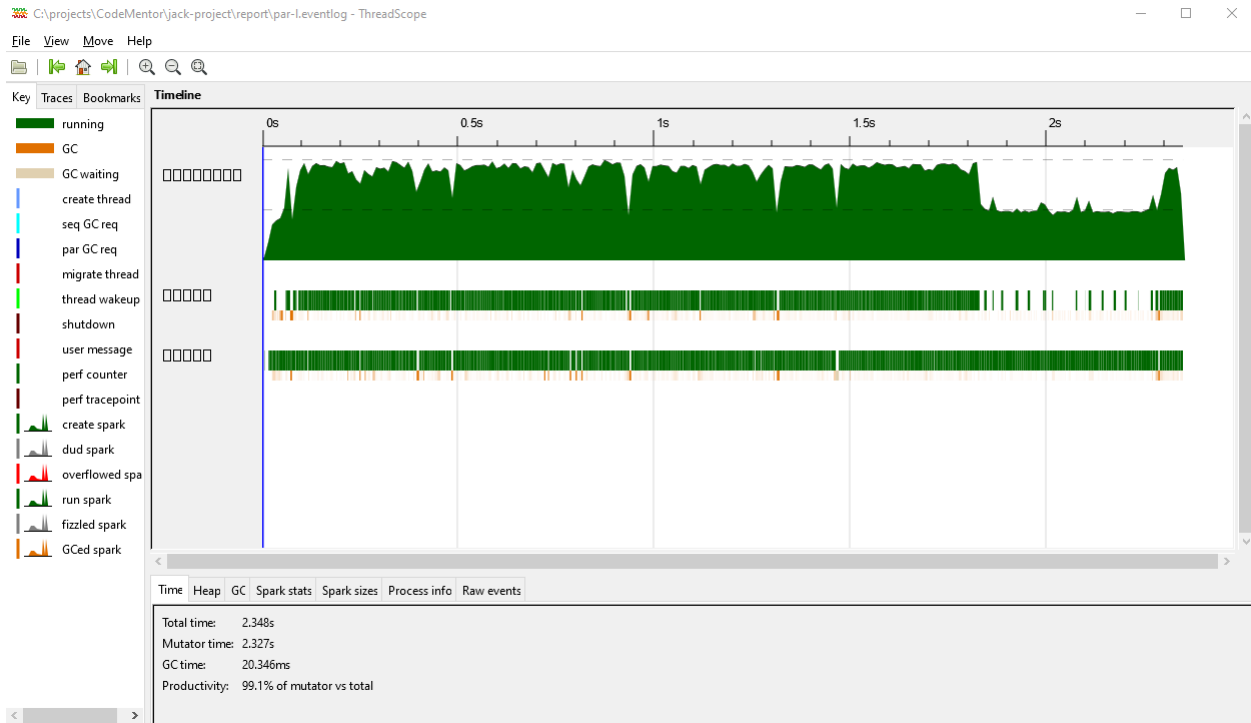 C:\projects\CodeMentor\jack-project\report\par-l.eventlog - ThreadScope
File View Move Help
Key Traces Bookmarks
Timeline
running
GC
GC waiting
create thread
seq GC req
par GC req
migrate thread
thread wakeup
shutdown
user message
perf counter
perf tracepoint
create spark
dud spark
overflowed spa
run spark
fizzled spark
GCed spark
0s 0.5s 1s 1.5s 2s
Time Heap GC Spark stats Spark sizes Process info Raw events
Total time: 2.348s
Mutator time: 2.327s
GC time: 20.346ms
Productivity: 99.1% of mutator vs total